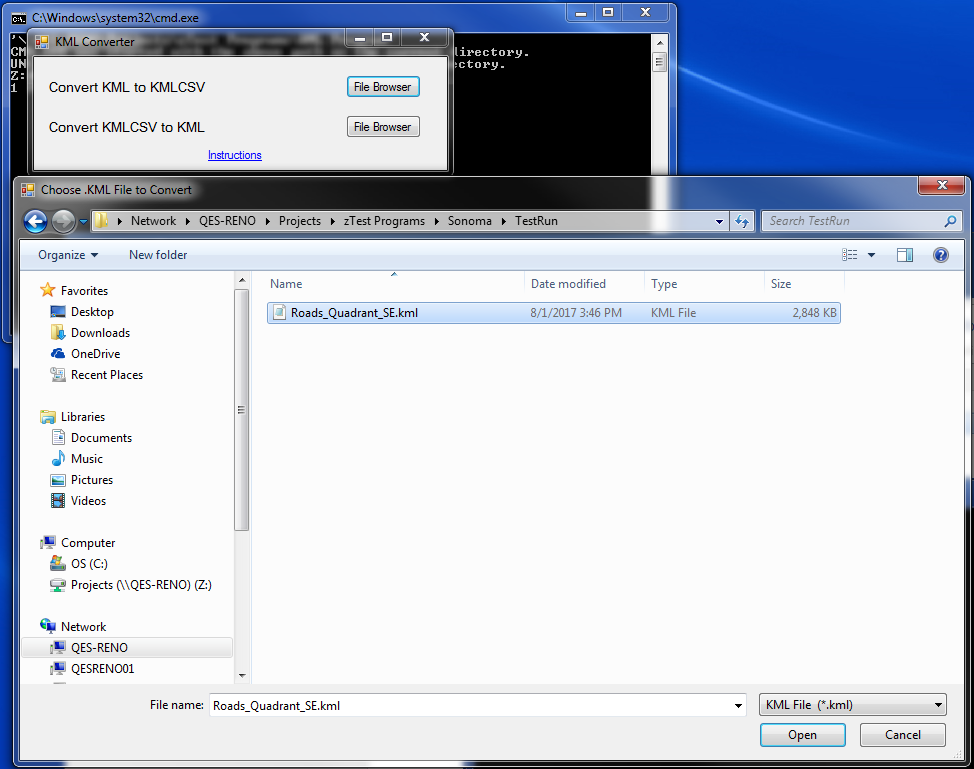 C:\Windows\system32\cmd.exe
KML Converter
CM
directory.
UN
ctory.
Z:
1
Convert KML to KMLCSV File Browser
Convert KMLCSV to KML File Browser
Instructions
Choose .KML File to Convert
Network QES-RENO Projects zTest Programs Sonoma TestRun Search TestRun
Organize New folder
Name Date modified Type Size
Roads_Quadrant_SE.kml 8/1/2017 3:46 PM KML File 2,848 KB
Favorites
Desktop
Downloads
OneDrive
Recent Places
Libraries
Documents
Music
Pictures
Videos
Computer
OS (C:)
Projects (\\QES-RENO) (Z:)
Network
QES-RENO
QESRENO01
File name: Roads_Quadrant_SE.kml KML File (*.kml)
Open Cancel